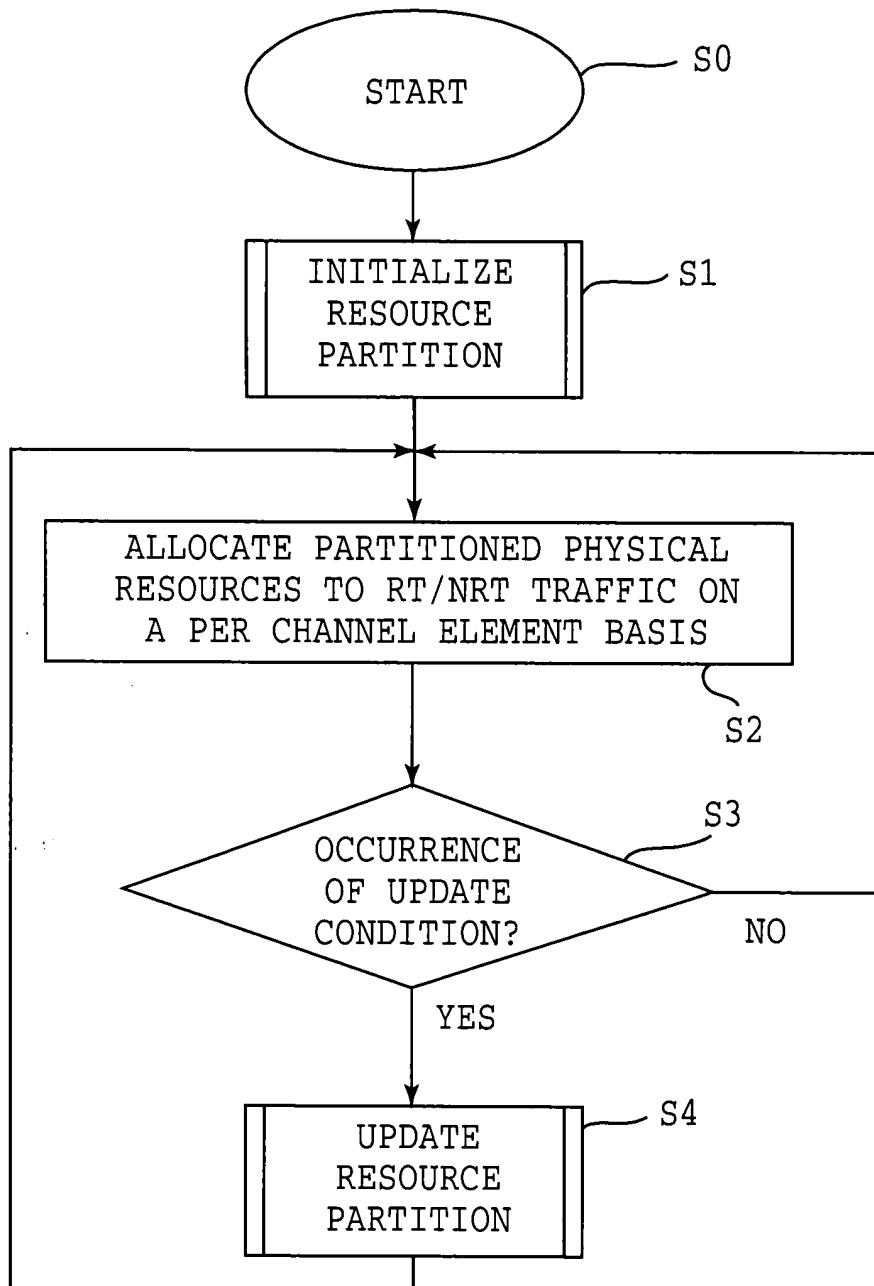 START
S0
INITIALIZE
RESOURCE
PARTITION
S1
ALLOCATE PARTITIONED PHYSICAL
RESOURCES TO RT/NRT TRAFFIC ON
A PER CHANNEL ELEMENT BASIS
S2
OCCURRENCE
OF UPDATE
CONDITION?
S3
NO
YES
UPDATE
RESOURCE
PARTITION
S4